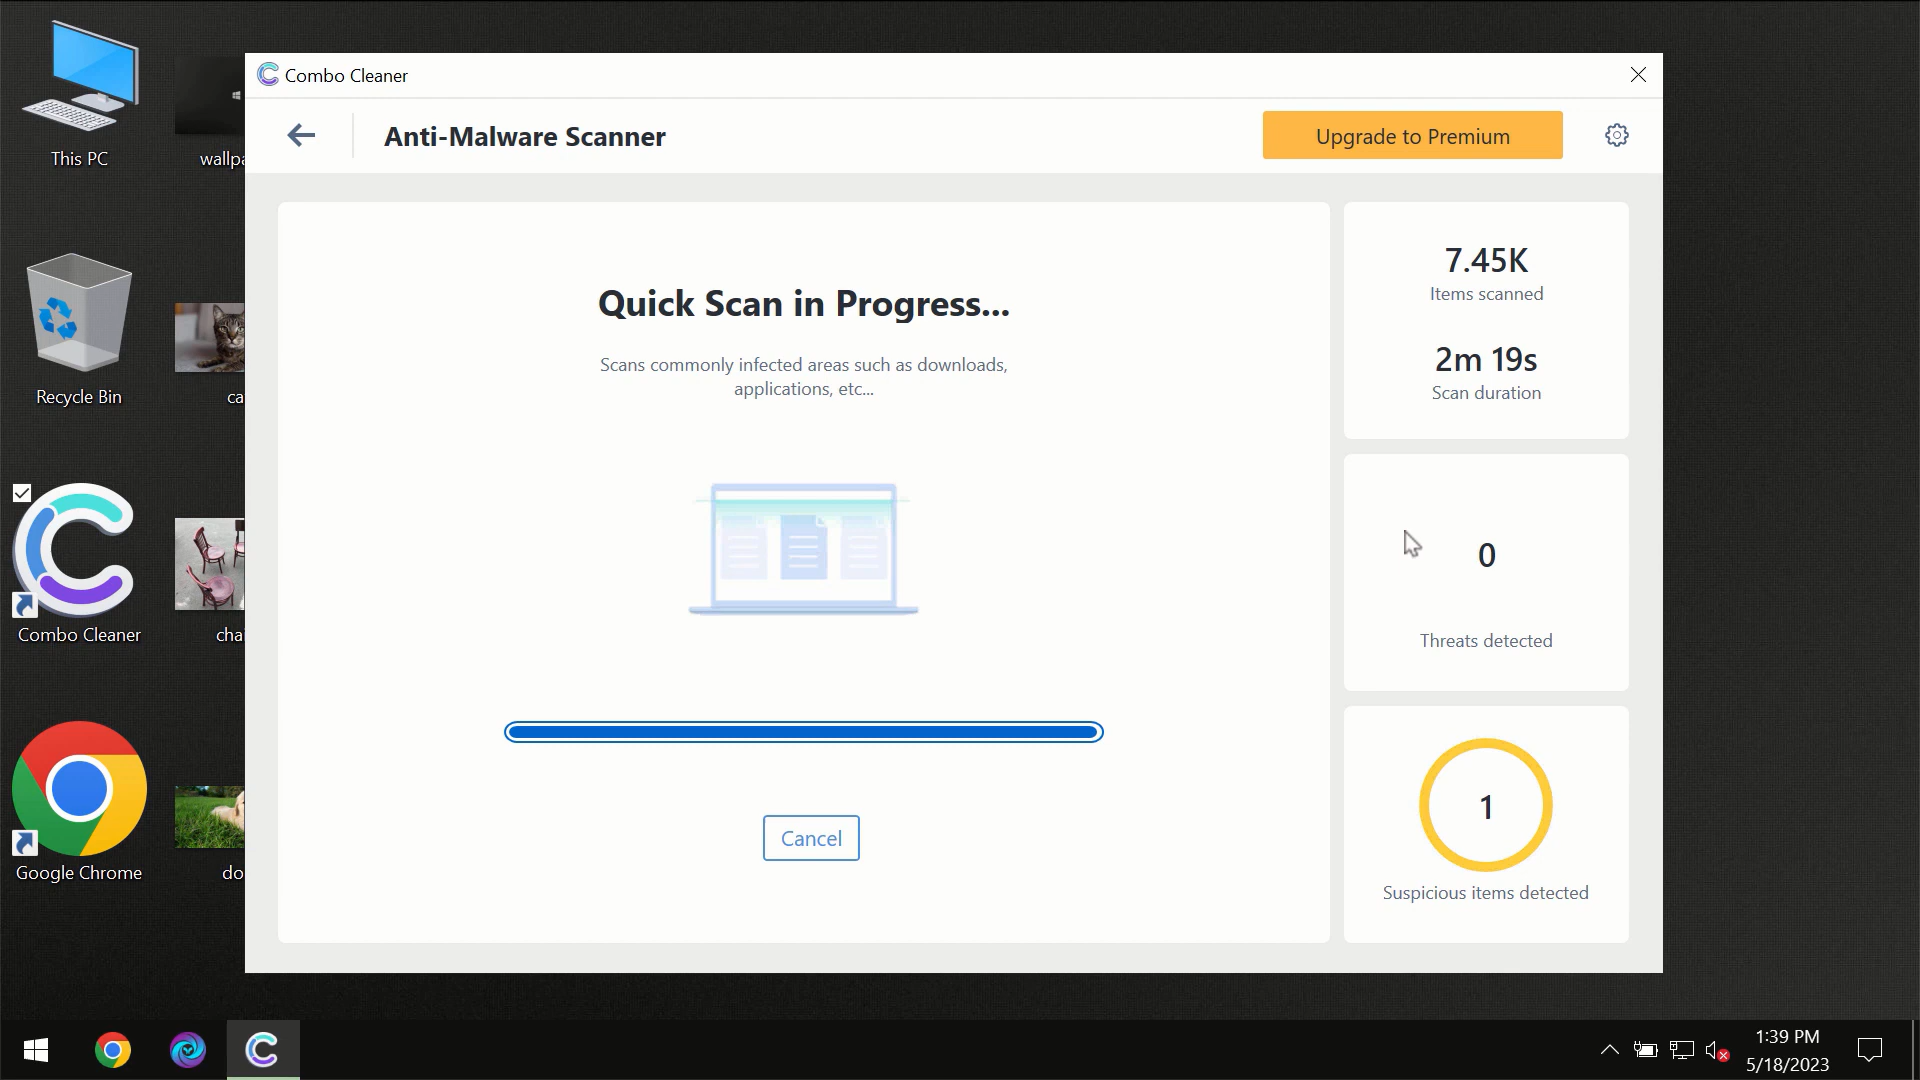 This PC
wallpa
Recycle Bin
ca
Combo Cleaner
chai
Google Chrome
do
Combo Cleaner
Anti-Malware Scanner
Upgrade to Premium
Quick Scan in Progress...
Scans commonly infected areas such as downloads,
applications, etc...
Cancel
7.45K
Items scanned
2m 19s
Scan duration
0
Threats detected
1
Suspicious items detected
1:39 PM
5/18/2023